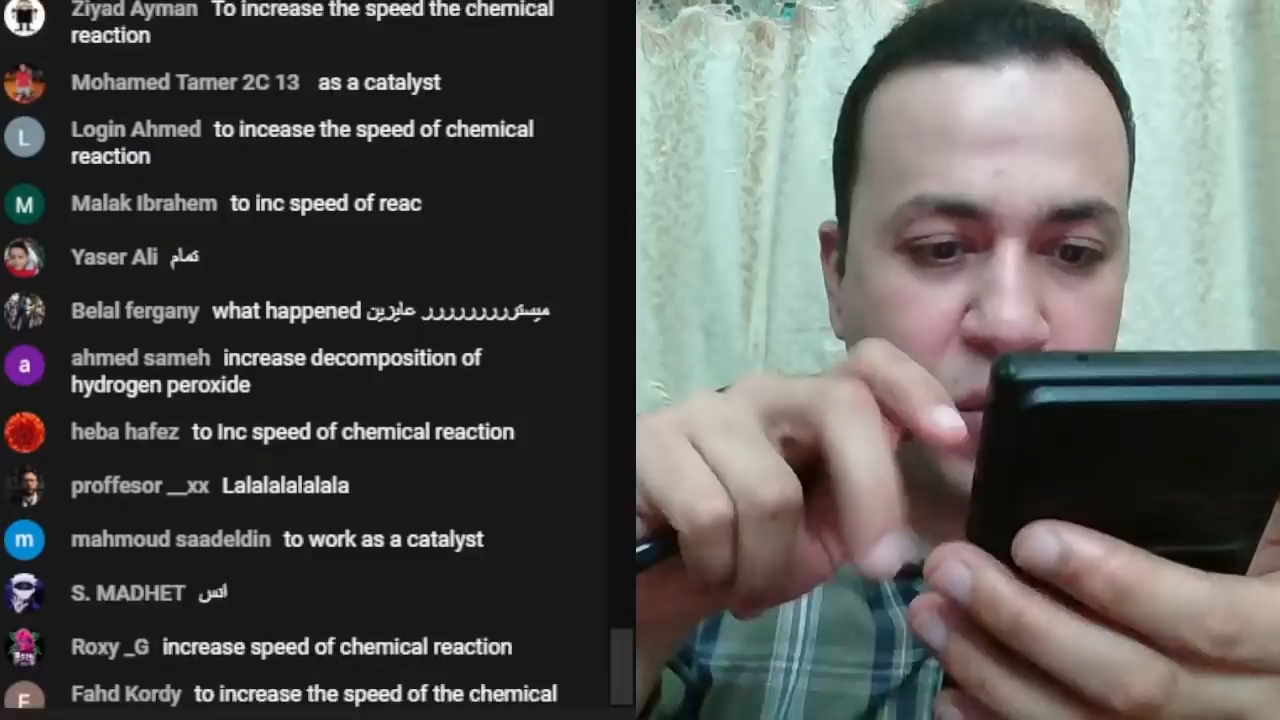 Ziyad Ayman To increase the speed the chemical
reaction
Mohamed Tamer 2C 13 as a catalyst
L Login Ahmed to incease the speed of chemical
reaction
M Malak Ibrahem to inc speed of reac
Yaser Ali تمام
Belal fergany what happened ميسترررررررررر عايزين
a ahmed sameh increase decomposition of
hydrogen peroxide
heba hafez to Inc speed of chemical reaction
proffesor __xx Lalalalalalala
m mahmoud saadeldin to work as a catalyst
S. MADHET اتس
Roxy _G increase speed of chemical reaction
F Fahd Kordy to increase the speed of the chemical